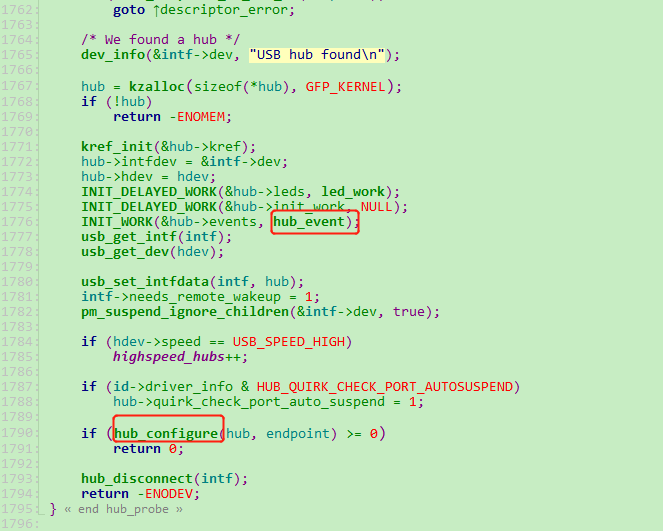 1762: goto ↑descriptor_error;
1763:
1764: /* We found a hub */
1765: dev_info(&intf->dev, "USB hub found\n");
1766:
1767: hub = kzalloc(sizeof(*hub), GFP_KERNEL);
1768: if (!hub)
1769: return -ENOMEM;
1770:
1771: kref_init(&hub->kref);
1772: hub->intfdev = &intf->dev;
1773: hub->hdev = hdev;
1774: INIT_DELAYED_WORK(&hub->leds, led_work);
1775: INIT_DELAYED_WORK(&hub->init_work, NULL);
1776: INIT_WORK(&hub->events, hub_event);
1777: usb_get_intf(intf);
1778: usb_get_dev(hdev);
1779:
1780: usb_set_intfdata(intf, hub);
1781: intf->needs_remote_wakeup = 1;
1782: pm_suspend_ignore_children(&intf->dev, true);
1783:
1784: if (hdev->speed == USB_SPEED_HIGH)
1785: highspeed_hubs++;
1786:
1787: if (id->driver_info & HUB_QUIRK_CHECK_PORT_AUTOSUSPEND)
1788: hub->quirk_check_port_auto_suspend = 1;
1789:
1790: if (hub_configure(hub, endpoint) >= 0)
1791: return 0;
1792:
1793: hub_disconnect(intf);
1794: return -ENODEV;
1795: } « end hub_probe »
1796: